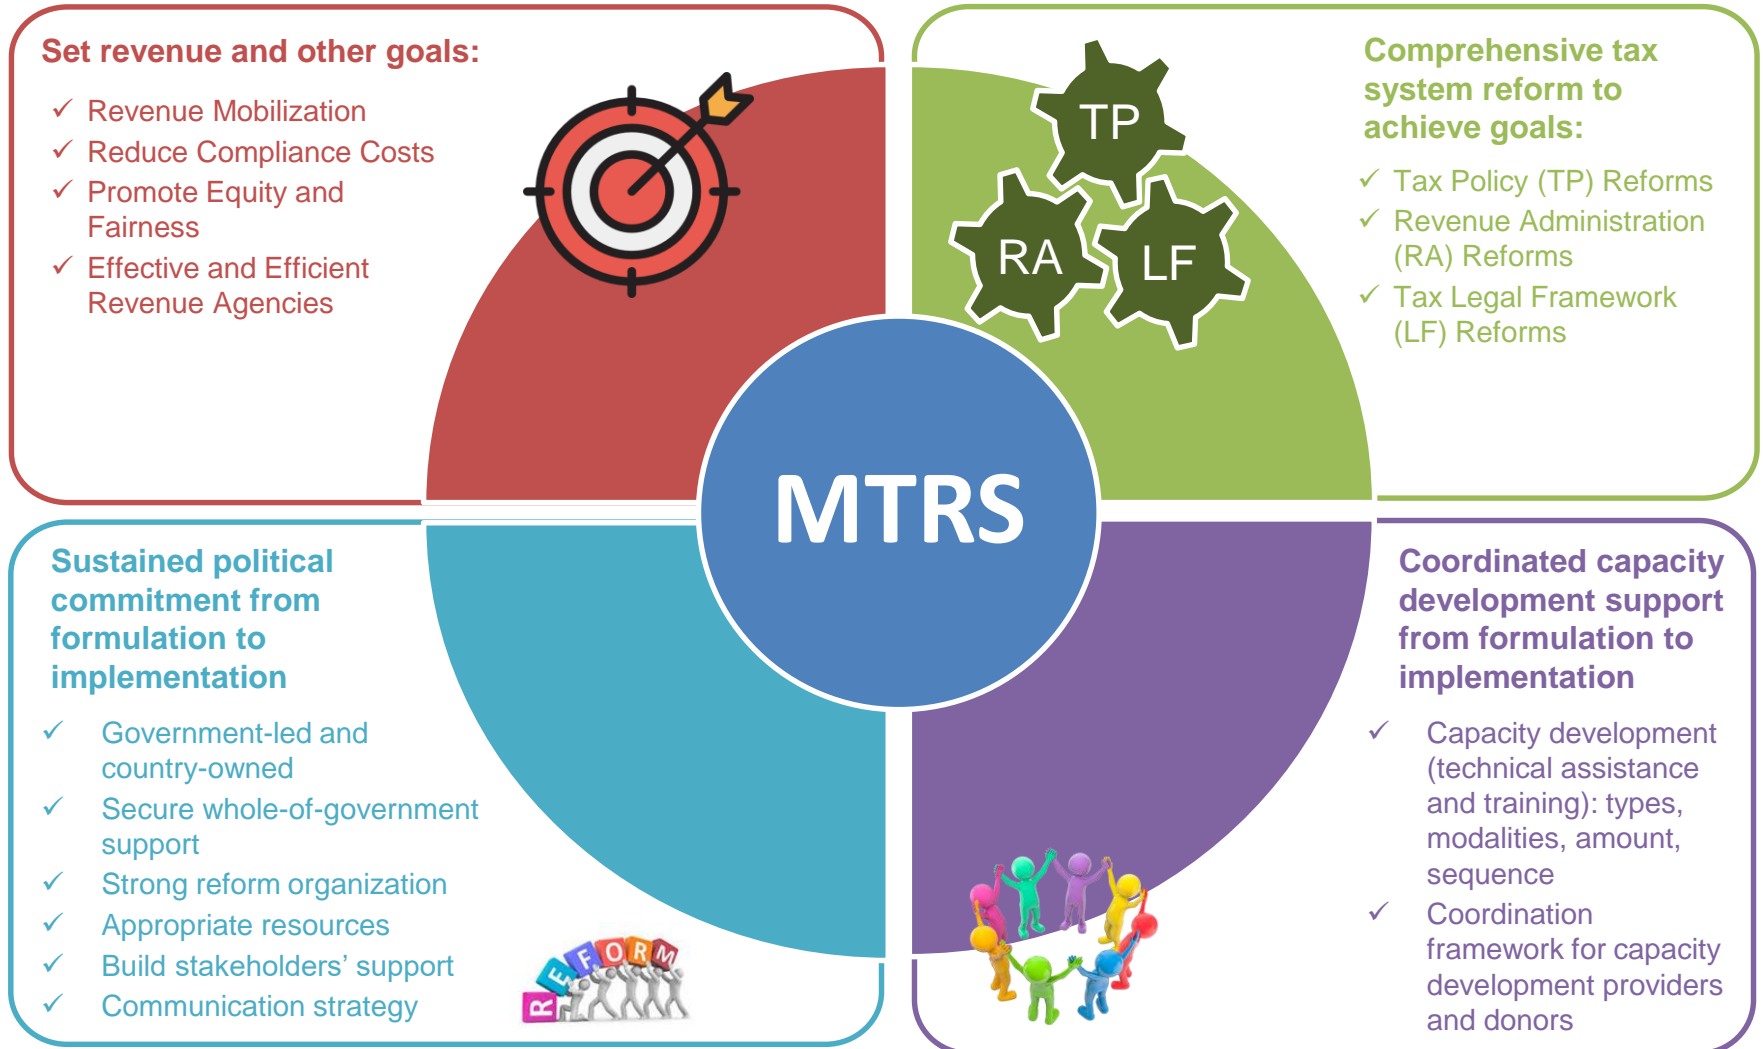 Set revenue and other goals:
✓ Revenue Mobilization
✓ Reduce Compliance Costs
✓ Promote Equity and
Fairness
✓ Effective and Efficient
Revenue Agencies
TP
RA
LF
Comprehensive tax
system reform to
achieve goals:
✓ Tax Policy (TP) Reforms
✓ Revenue Administration
(RA) Reforms
✓ Tax Legal Framework
(LF) Reforms
MTRS
Sustained political
commitment from
formulation to
implementation
✓ Government-led and
country-owned
✓ Secure whole-of-government
support
✓ Strong reform organization
✓ Appropriate resources
✓ Build stakeholders’ support
✓ Communication strategy
REFORM
Coordinated capacity
development support
from formulation to
implementation
✓ Capacity development
(technical assistance
and training): types,
modalities, amount,
sequence
✓ Coordination
framework for capacity
development providers
and donors